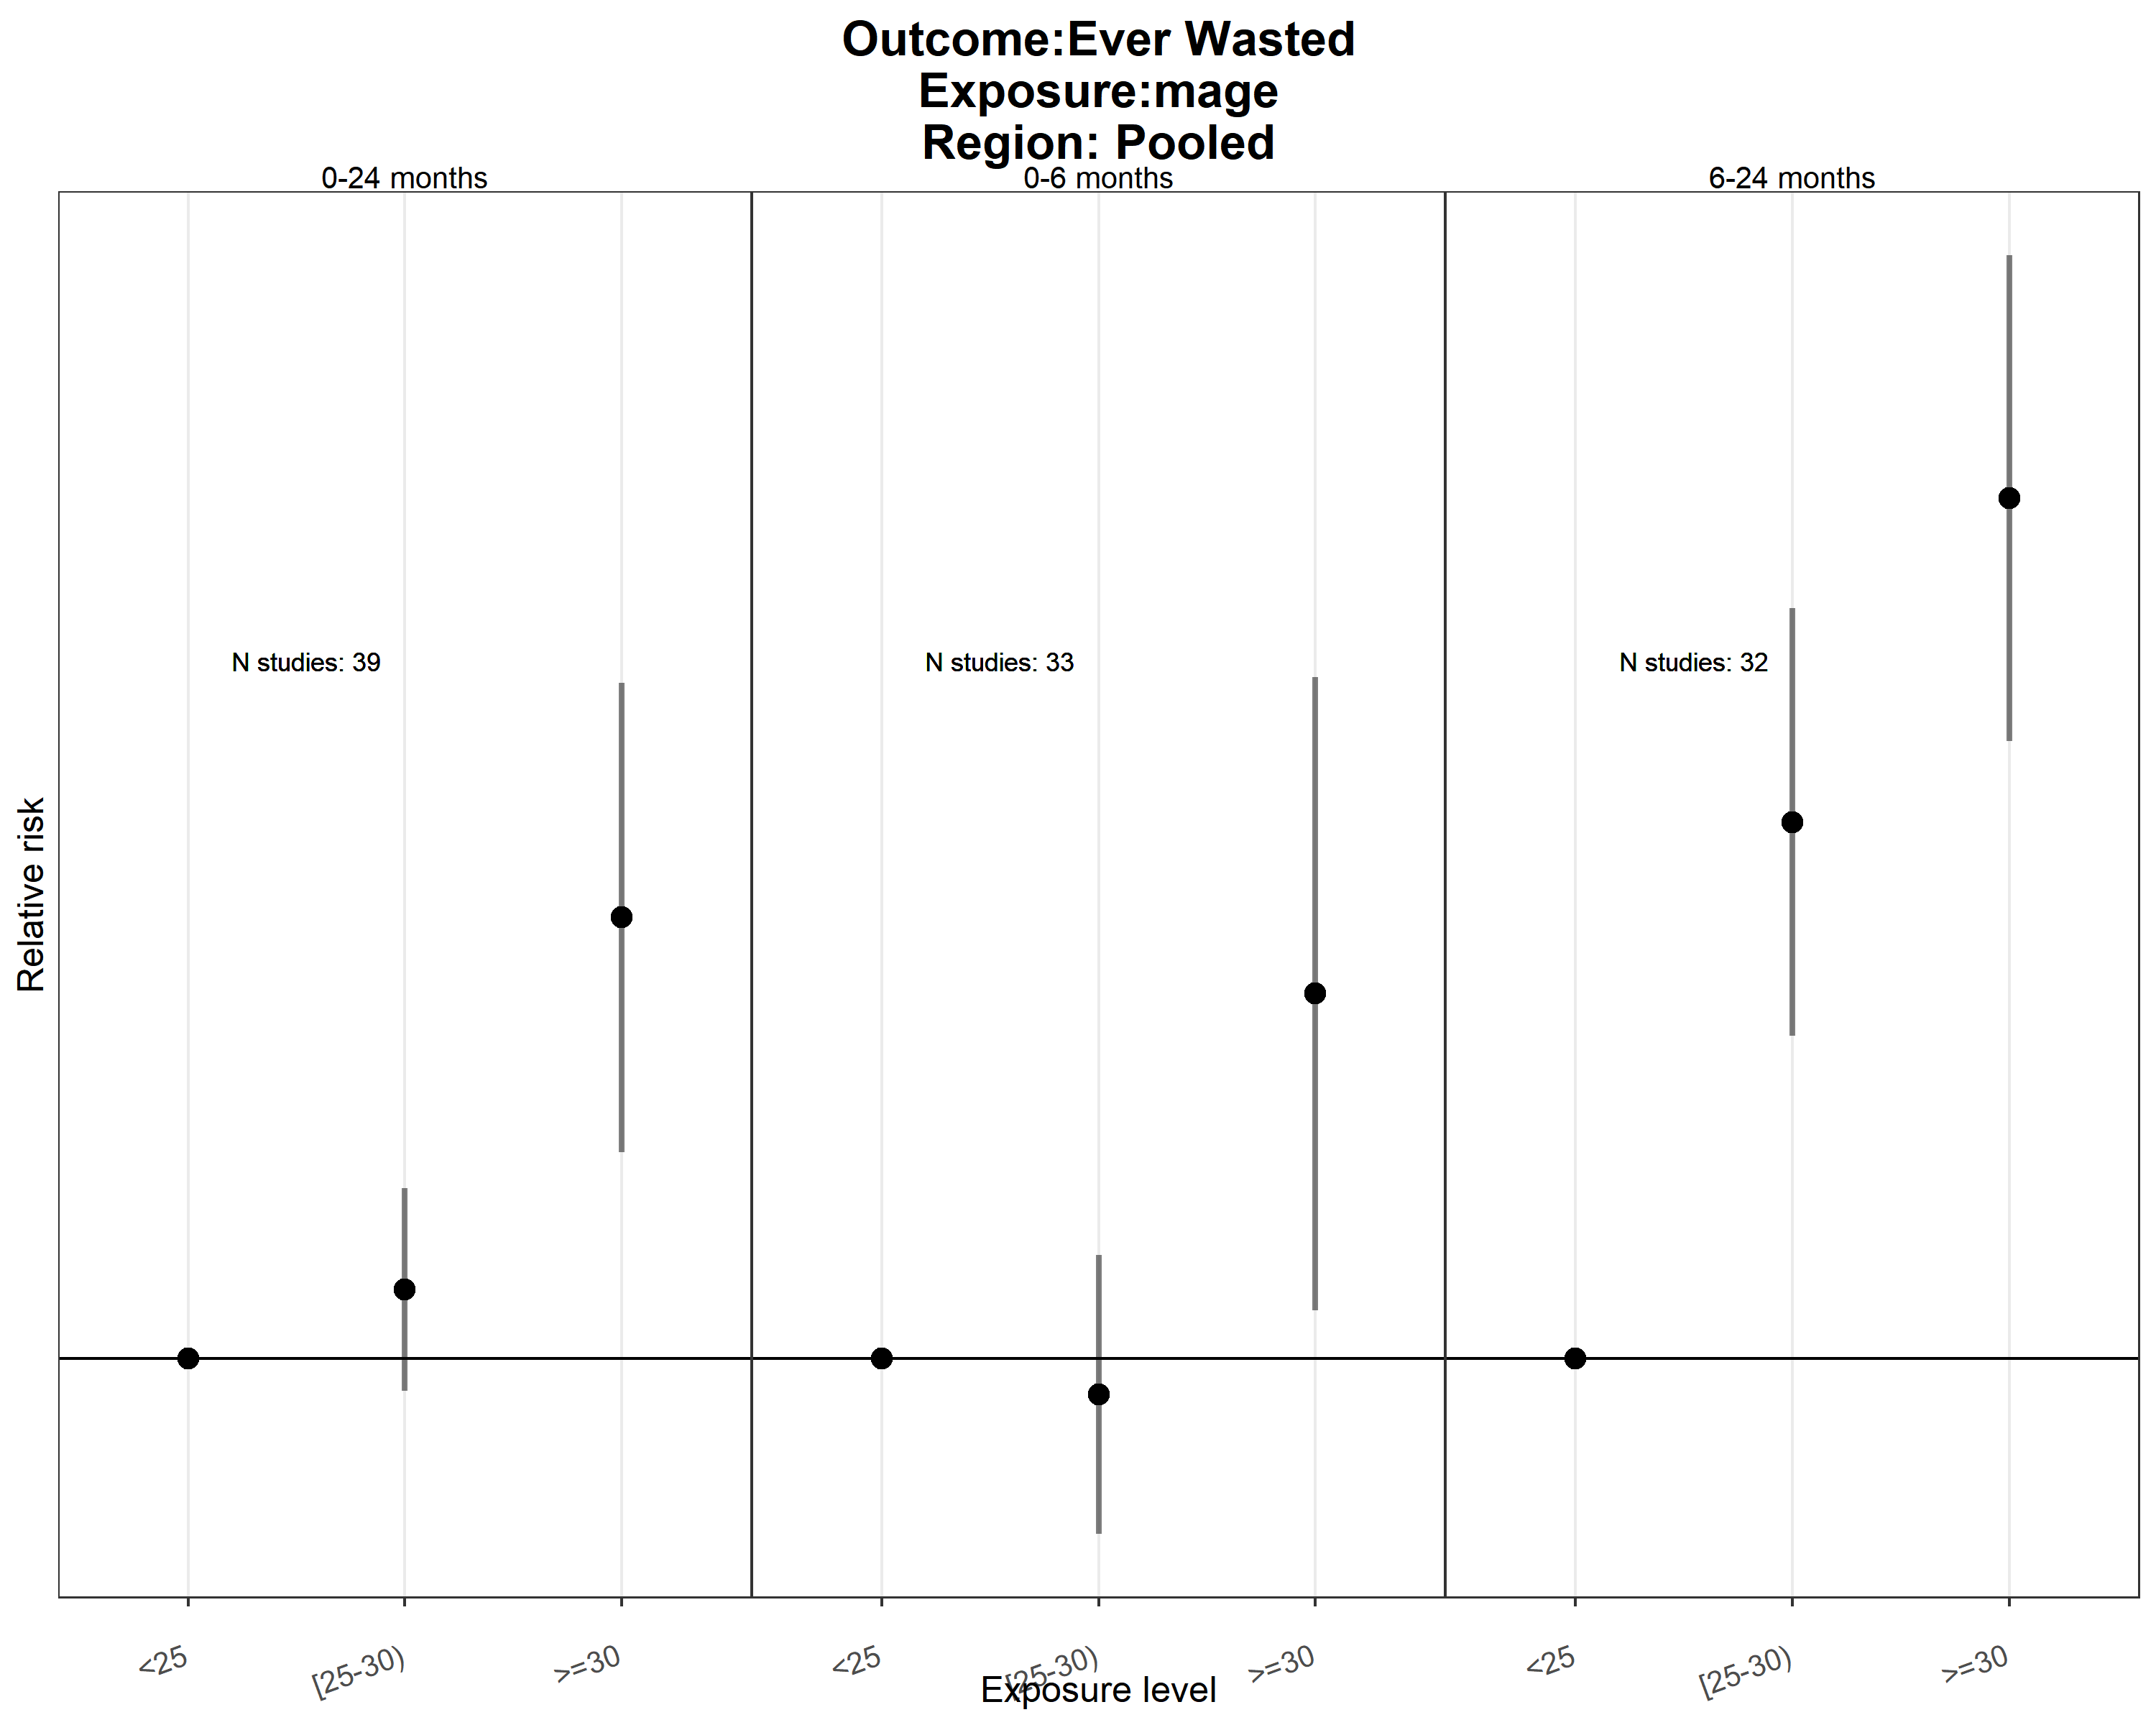 Outcome:Ever Wasted
Exposure:mage
Region: Pooled
0-24 months
0-6 months
6-24 months
N studies: 39
N studies: 33
N studies: 32
Relative risk
<25
[25-30)
>=30
<25
[25-30)
>=30
<25
[25-30)
>=30
Exposure level